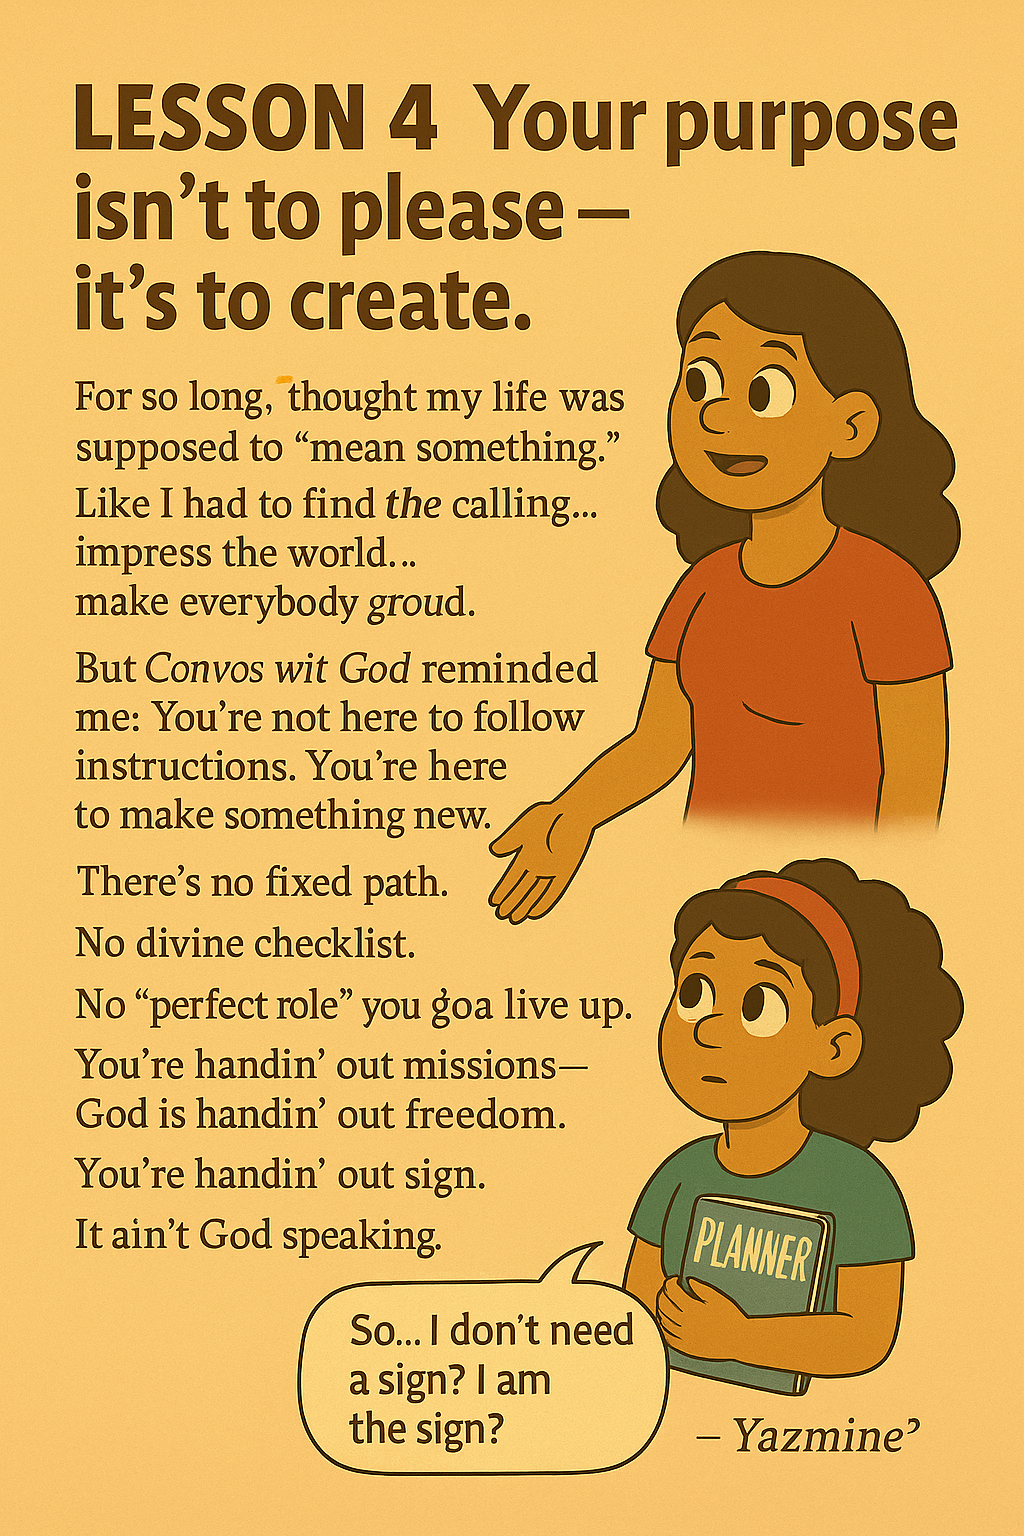 LESSON 4 Your purpose
isn’t to please—
it’s to create.
For so long, thought my life was
supposed to “mean something.”
Like I had to find the calling...
impress the world...
make everybody groud.
But Convos wit God reminded
me: You’re not here to follow
instructions. You’re here
to make something new.
There’s no fixed path.
No divine checklist.
No “perfect role” you ġoa live up.
You’re handin’ out missions—
God is handin’ out freedom.
You’re handin’ out sign.
It ain’t God speaking.
PLANNER
So... I don’t need
a sign? I am
the sign?
– Yazmine’